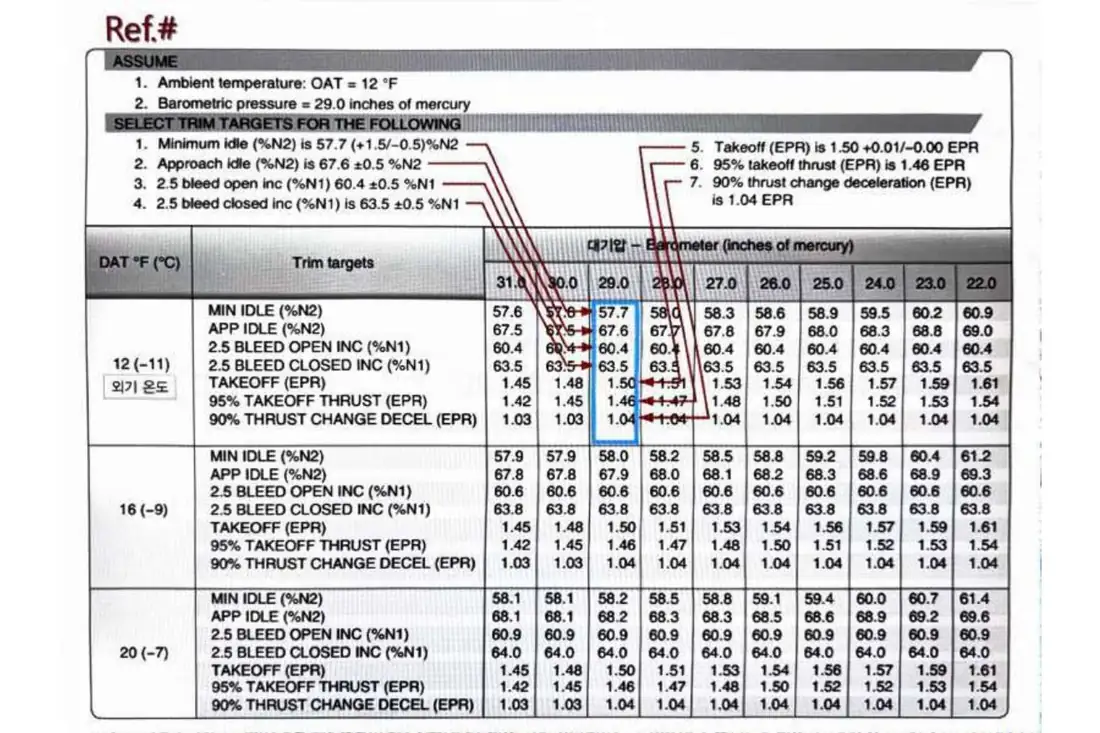 Ref.#
ASSUME
1. Ambient temperature: OAT = 12 °F
2. Barometric pressure = 29.0 inches of mercury
SELECT TRIM TARGETS FOR THE FOLLOWING
1. Minimum idle (%N2) is 57.7 (+1.5/−0.5)%N2
2. Approach idle (%N2) is 67.6 ±0.5 %N2
3. 2.5 bleed open inc (%N1) 60.4 ±0.5 %N1
4. 2.5 bleed closed inc (%N1) is 63.5 ±0.5 %N1
5. Takeoff (EPR) is 1.50 +0.01/−0.00 EPR
6. 95% takeoff thrust (EPR) is 1.46 EPR
7. 90% thrust change deceleration (EPR)
is 1.04 EPR
DAT °F (°C) Trim targets 대기압 – Barometer (inches of mercury)
31.0 30.0 29.0 28.0 27.0 26.0 25.0 24.0 23.0 22.0
12 (−11)
외기 온도
MIN IDLE (%N2) 57.6 57.6 57.7 58.0 58.3 58.6 58.9 59.5 60.2 60.9
APP IDLE (%N2) 67.5 67.5 67.6 67.7 67.8 67.9 68.0 68.3 68.8 69.0
2.5 BLEED OPEN INC (%N1) 60.4 60.4 60.4 60.4 60.4 60.4 60.4 60.4 60.4 60.4
2.5 BLEED CLOSED INC (%N1) 63.5 63.5 63.5 63.5 63.5 63.5 63.5 63.5 63.5 63.5
TAKEOFF (EPR) 1.45 1.48 1.50 1.51 1.53 1.54 1.56 1.57 1.59 1.61
95% TAKEOFF THRUST (EPR) 1.42 1.45 1.46 1.47 1.48 1.50 1.51 1.52 1.53 1.54
90% THRUST CHANGE DECEL (EPR) 1.03 1.03 1.04 1.04 1.04 1.04 1.04 1.04 1.04 1.04
16 (−9)
MIN IDLE (%N2) 57.9 57.9 58.0 58.2 58.5 58.8 59.2 59.8 60.4 61.2
APP IDLE (%N2) 67.8 67.8 67.9 68.0 68.1 68.2 68.3 68.6 68.9 69.3
2.5 BLEED OPEN INC (%N1) 60.6 60.6 60.6 60.6 60.6 60.6 60.6 60.6 60.6 60.6
2.5 BLEED CLOSED INC (%N1) 63.8 63.8 63.8 63.8 63.8 63.8 63.8 63.8 63.8 63.8
TAKEOFF (EPR) 1.45 1.48 1.50 1.51 1.53 1.54 1.56 1.57 1.59 1.61
95% TAKEOFF THRUST (EPR) 1.42 1.45 1.46 1.47 1.48 1.50 1.51 1.52 1.53 1.54
90% THRUST CHANGE DECEL (EPR) 1.03 1.03 1.04 1.04 1.04 1.04 1.04 1.04 1.04 1.04
20 (−7)
MIN IDLE (%N2) 58.1 58.1 58.2 58.5 58.8 59.1 59.4 60.0 60.7 61.4
APP IDLE (%N2) 68.1 68.1 68.2 68.3 68.3 68.5 68.6 68.9 69.2 69.6
2.5 BLEED OPEN INC (%N1) 60.9 60.9 60.9 60.9 60.9 60.9 60.9 60.9 60.9 60.9
2.5 BLEED CLOSED INC (%N1) 64.0 64.0 64.0 64.0 64.0 64.0 64.0 64.0 64.0 64.0
TAKEOFF (EPR) 1.45 1.48 1.50 1.51 1.53 1.54 1.56 1.57 1.59 1.61
95% TAKEOFF THRUST (EPR) 1.42 1.45 1.46 1.47 1.48 1.50 1.52 1.52 1.53 1.54
90% THRUST CHANGE DECEL (EPR) 1.03 1.03 1.04 1.04 1.04 1.04 1.04 1.04 1.04 1.04